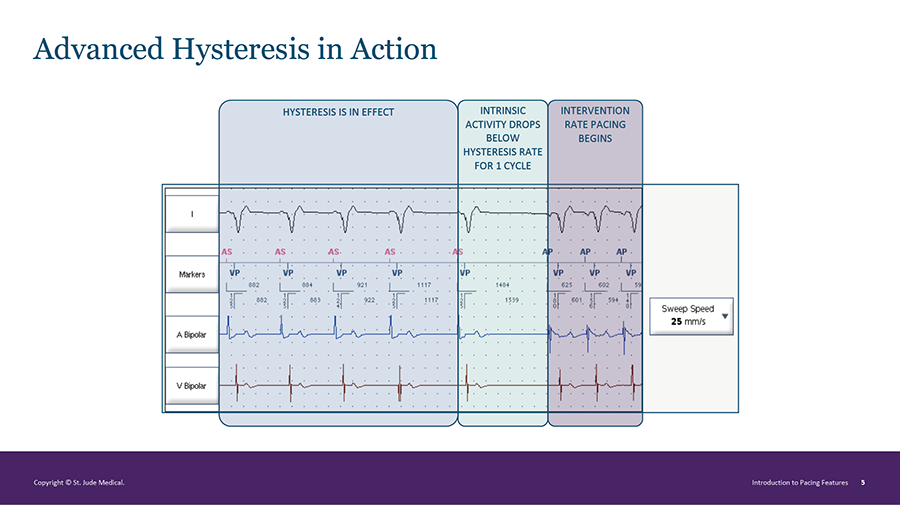 Advanced Hysteresis in Action
HYSTERESIS IS IN EFFECT
INTRINSIC
ACTIVITY DROPS
BELOW
HYSTERESIS RATE
FOR 1 CYCLE
INTERVENTION
RATE PACING
BEGINS
I
AS AS AS AS AS AP AP AP
Markers
VP VP VP VP VP VP VP VP
882 884 921 1117 1484 625 602 59
882 883 922 1117 1539 601 594
A Bipolar
V Bipolar
Sweep Speed
25 mm/s
Copyright © St. Jude Medical.
Introduction to Pacing Features 5